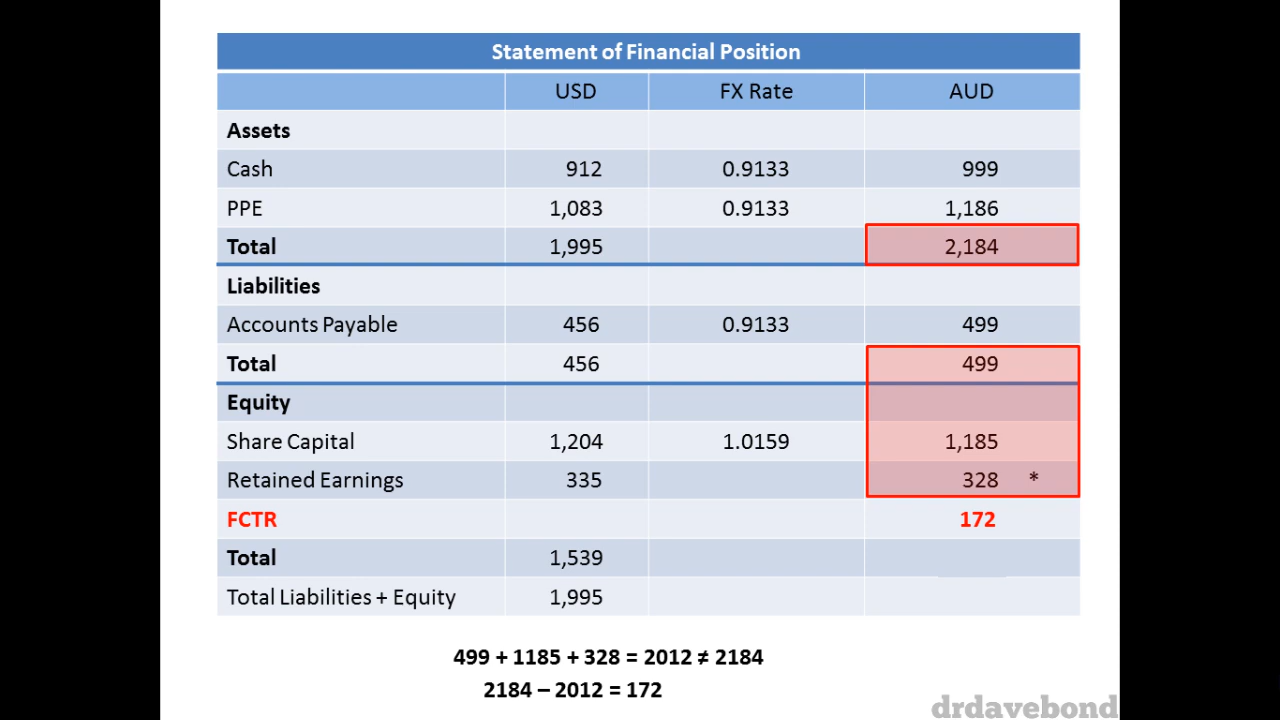 Statement of Financial Position
USD FX Rate AUD
Assets
Cash 912 0.9133 999
PPE 1,083 0.9133 1,186
Total 1,995 2,184
Liabilities
Accounts Payable 456 0.9133 499
Total 456 499
Equity
Share Capital 1,204 1.0159 1,185
Retained Earnings 335 328 *
FCTR 172
Total 1,539
Total Liabilities + Equity 1,995
499 + 1185 + 328 = 2012 ≠ 2184
2184 – 2012 = 172
drdavebond